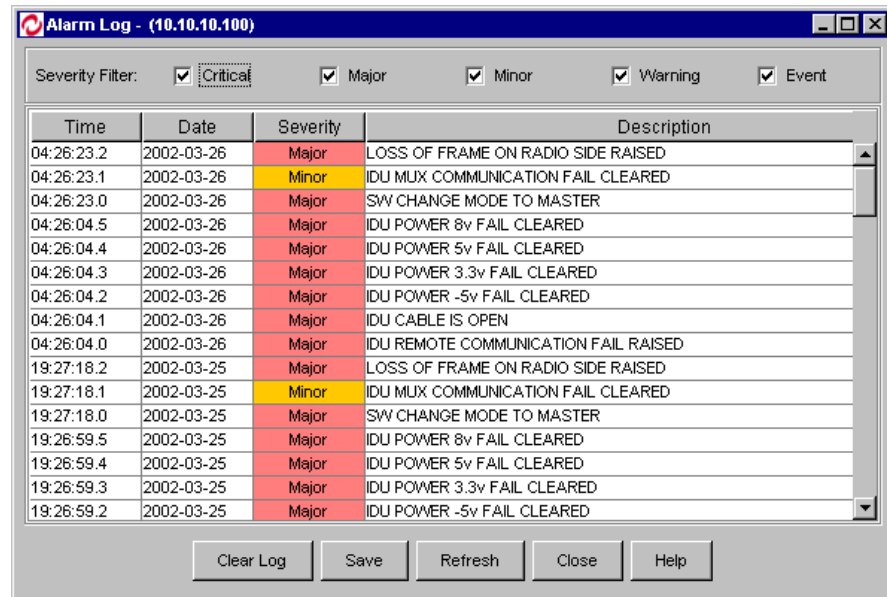 Alarm Log - (10.10.10.100)
Severity Filter: Critical Major Minor Warning Event
Time Date Severity Description
04:26:23.2 2002-03-26 Major LOSS OF FRAME ON RADIO SIDE RAISED
04:26:23.1 2002-03-26 Minor IDU MUX COMMUNICATION FAIL CLEARED
04:26:23.0 2002-03-26 Major SW CHANGE MODE TO MASTER
04:26:04.5 2002-03-26 Major IDU POWER 8v FAIL CLEARED
04:26:04.4 2002-03-26 Major IDU POWER 5v FAIL CLEARED
04:26:04.3 2002-03-26 Major IDU POWER 3.3v FAIL CLEARED
04:26:04.2 2002-03-26 Major IDU POWER -5v FAIL CLEARED
04:26:04.1 2002-03-26 Major IDU CABLE IS OPEN
04:26:04.0 2002-03-26 Major IDU REMOTE COMMUNICATION FAIL RAISED
19:27:18.2 2002-03-25 Major LOSS OF FRAME ON RADIO SIDE RAISED
19:27:18.1 2002-03-25 Minor IDU MUX COMMUNICATION FAIL CLEARED
19:27:18.0 2002-03-25 Major SW CHANGE MODE TO MASTER
19:26:59.5 2002-03-25 Major IDU POWER 8v FAIL CLEARED
19:26:59.4 2002-03-25 Major IDU POWER 5v FAIL CLEARED
19:26:59.3 2002-03-25 Major IDU POWER 3.3v FAIL CLEARED
19:26:59.2 2002-03-25 Major IDU POWER -5v FAIL CLEARED
Clear Log Save Refresh Close Help